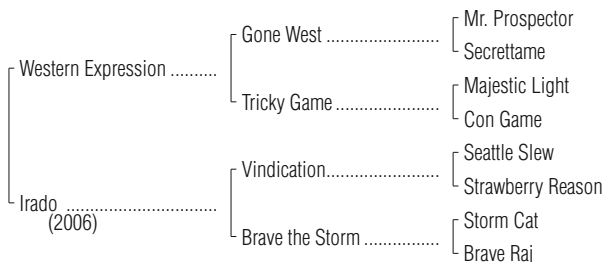 Mr. Prospector
Gone West ........................
Secrettame
Western Expression ..........
Majestic Light
Tricky Game ......................
Con Game
Seattle Slew
Vindication........................
Strawberry Reason
Irado ................................
(2006)
Storm Cat
Brave the Storm ................
Brave Raj